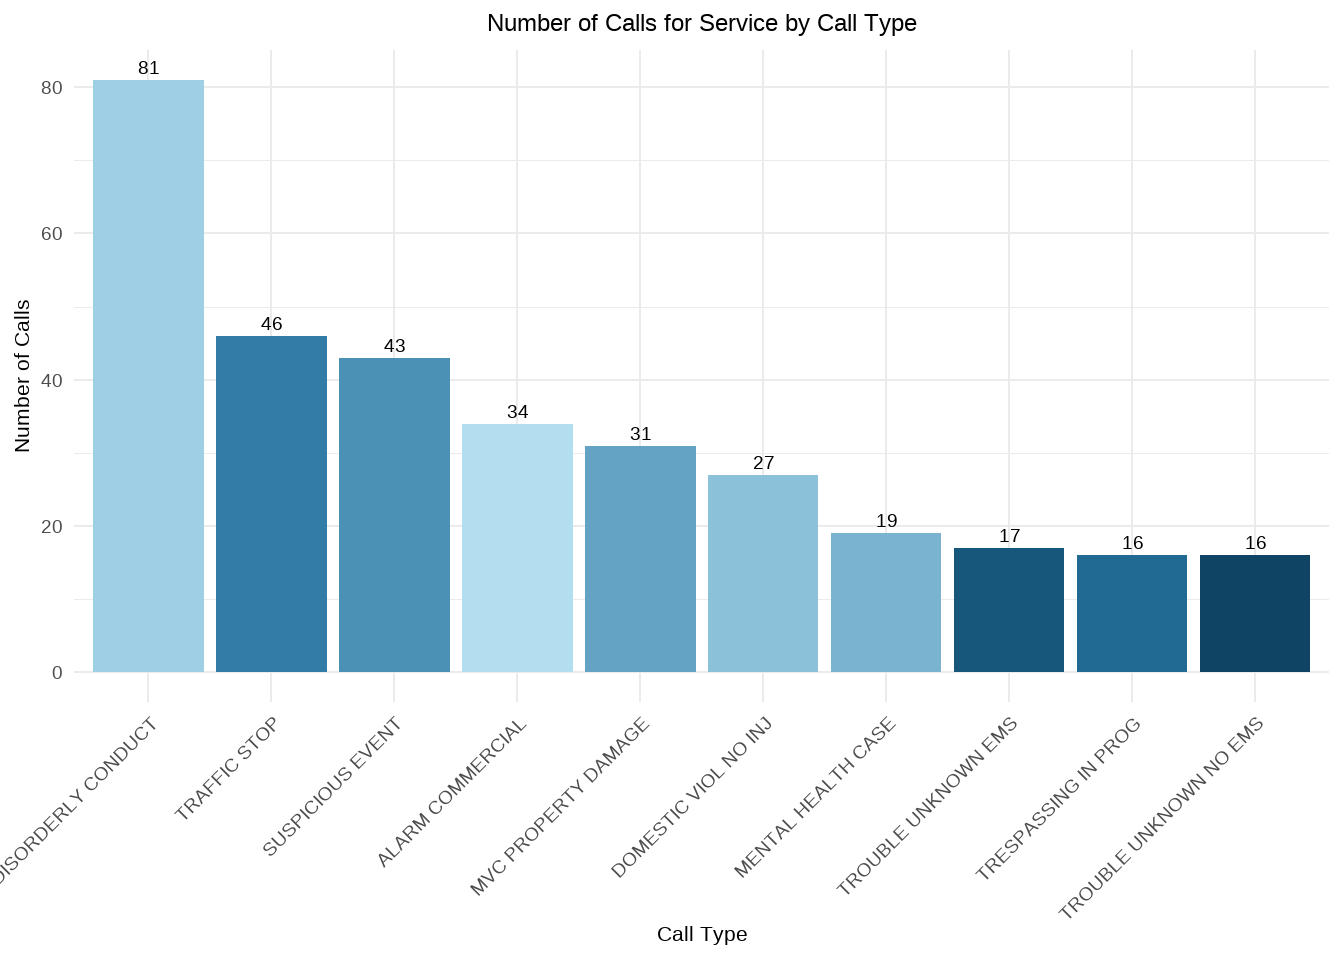 Number of Calls for Service by Call Type
Number of Calls
80
60
40
20
0
81
46
43
34
31
27
19
17
16
16
DISORDERLY CONDUCT
TRAFFIC STOP
SUSPICIOUS EVENT
ALARM COMMERCIAL
MVC PROPERTY DAMAGE
DOMESTIC VIOL NO INJ
MENTAL HEALTH CASE
TROUBLE UNKNOWN EMS
TRESPASSING IN PROG
TROUBLE UNKNOWN NO EMS
Call Type